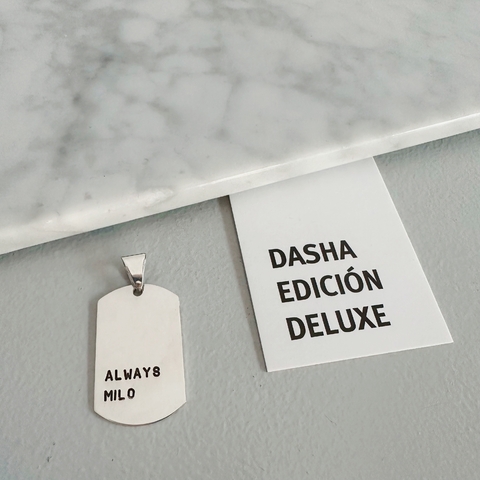 ALWAYS
MILO
DASHA
EDICIÓN
DELUXE